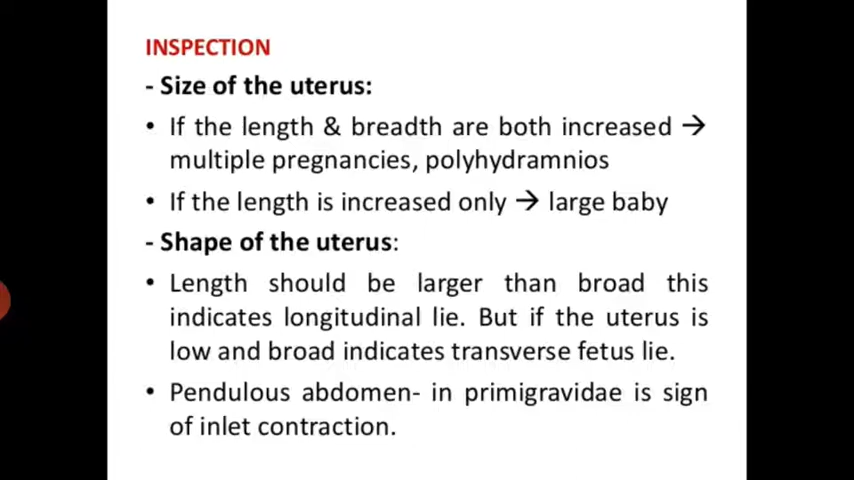 INSPECTION
- Size of the uterus:
• If the length & breadth are both increased →
multiple pregnancies, polyhydramnios
• If the length is increased only → large baby
- Shape of the uterus:
• Length should be larger than broad this
indicates longitudinal lie. But if the uterus is
low and broad indicates transverse fetus lie.
• Pendulous abdomen- in primigravidae is sign
of inlet contraction.